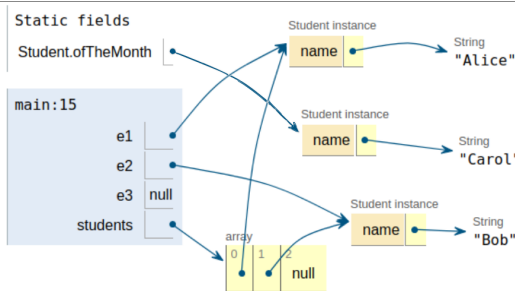 Static fields
Student.ofTheMonth
main:15
e1
e2
e3 null
students
Student instance
name
String
"Alice"
Student instance
name
String
"Carol"
Student instance
name
String
"Bob"
array
0 1 2
null